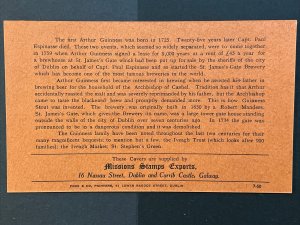 The first Arthur Guinness was born in 1725. Twenty-five years later Capt. Paul
Espinasse died. These two events, which seemed so widely separated, were to come together
in 1759 when Arthur Guinness signed a lease for 9,000 years at a rent of £45 a year for
a brewhouse at St. James's Gate which had been put up for sale by the sheriffs of the city
of Dublin on behalf of Capt. Paul Espinasse and so started the St. James's Gate Brewery
which has become one of the most famous breweries in the world.
Arthur Guinness first became interested in brewing when he assisted his father in
brewing beer for the household of the Archbishop of Cashel. Tradition has it that Arthur
accidentally roasted the malt and was severely reprimanded by his father, but the Archbishop
came to taste the blackened brew and promptly demanded more. This is how Guinness
Stout was invented. The brewery was originally built in 1670 by
St. James's Gate, which gives the Brewery its name, was a large tower gate house standing
outside the walls of the city of Dublin over seven centuries ago. In 1734 the gate was
pronounced to be in a dangerous condition and it was demolished.
The Guinness family have been noted throughout the last two centuries for their
many magnificent bequests; to mention but a few, the Iveagh Trust (which looks after 900
families); the Iveagh Market; St. Stephen's Green.
These Covers are supplied by
Missions Stamps Exports,
16 Nassau Street, Dublin and Corrib Castle, Galway.
& CO. PRINTERS, LOWER STREET, DUBLIN.